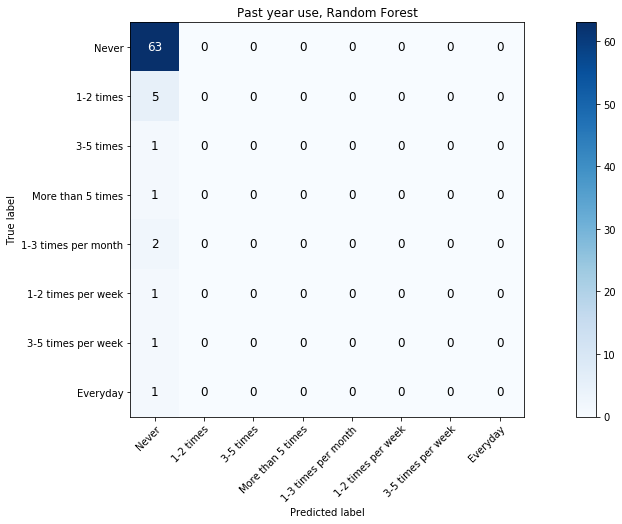 Past year use, Random Forest
True label
Never 63 0 0 0 0 0 0 0
1-2 times 5 0 0 0 0 0 0 0
3-5 times 1 0 0 0 0 0 0 0
More than 5 times 1 0 0 0 0 0 0 0
1-3 times per month 2 0 0 0 0 0 0 0
1-2 times per week 1 0 0 0 0 0 0 0
3-5 times per week 1 0 0 0 0 0 0 0
Everyday 1 0 0 0 0 0 0 0
Never
1-2 times
3-5 times
More than 5 times
1-3 times per month
1-2 times per week
3-5 times per week
Everyday
Predicted label
60
50
40
30
20
10
0